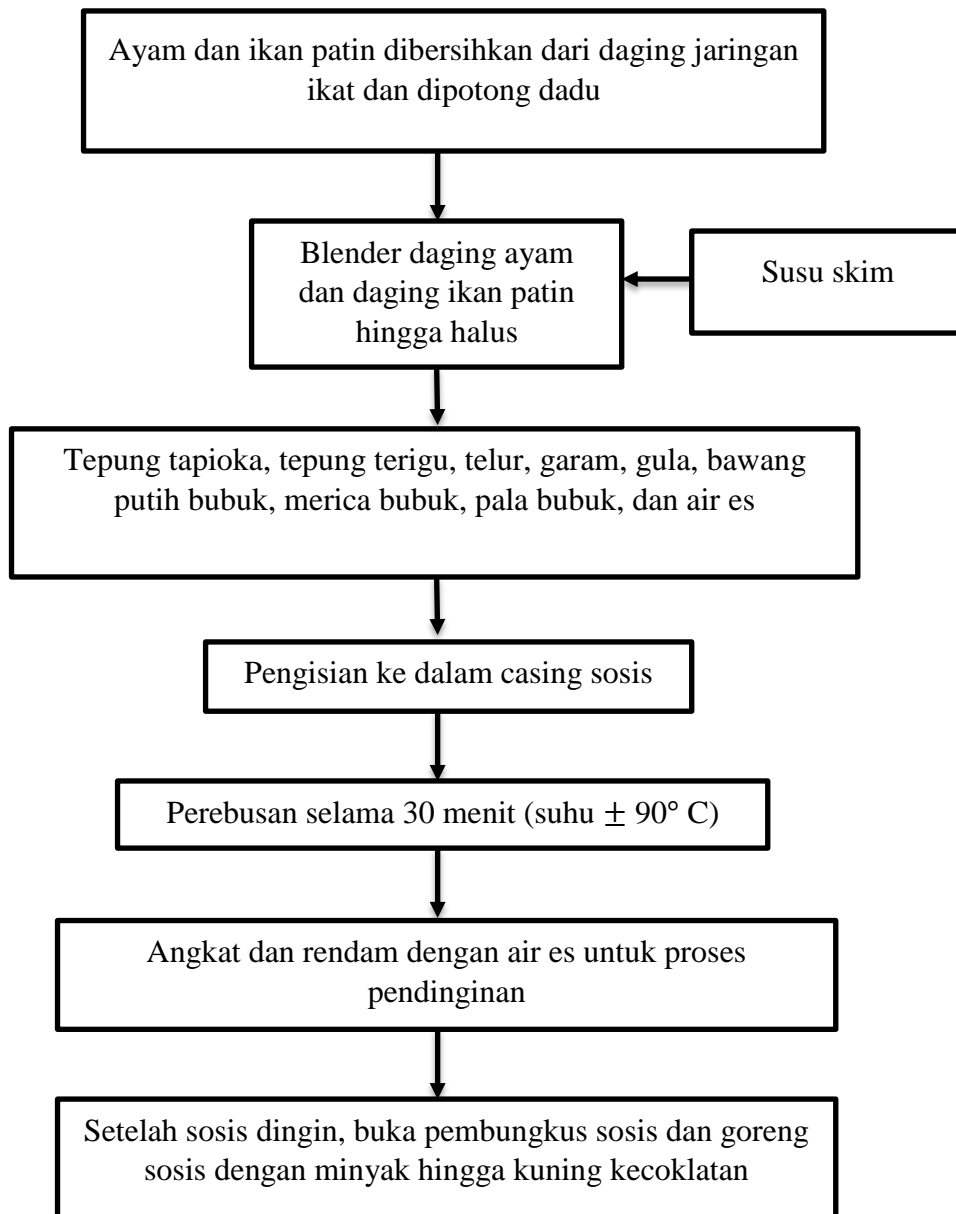 Ayam dan ikan patin dibersihkan dari daging jaringan
ikat dan dipotong dadu
Blender daging ayam
dan daging ikan patin
hingga halus
Susu skim
Tepung tapioka, tepung terigu, telur, garam, gula, bawang
putih bubuk, merica bubuk, pala bubuk, dan air es
Pengisian ke dalam casing sosis
Perebusan selama 30 menit (suhu ± 90° C)
Angkat dan rendam dengan air es untuk proses
pendinginan
Setelah sosis dingin, buka pembungkus sosis dan goreng
sosis dengan minyak hingga kuning kecoklatan